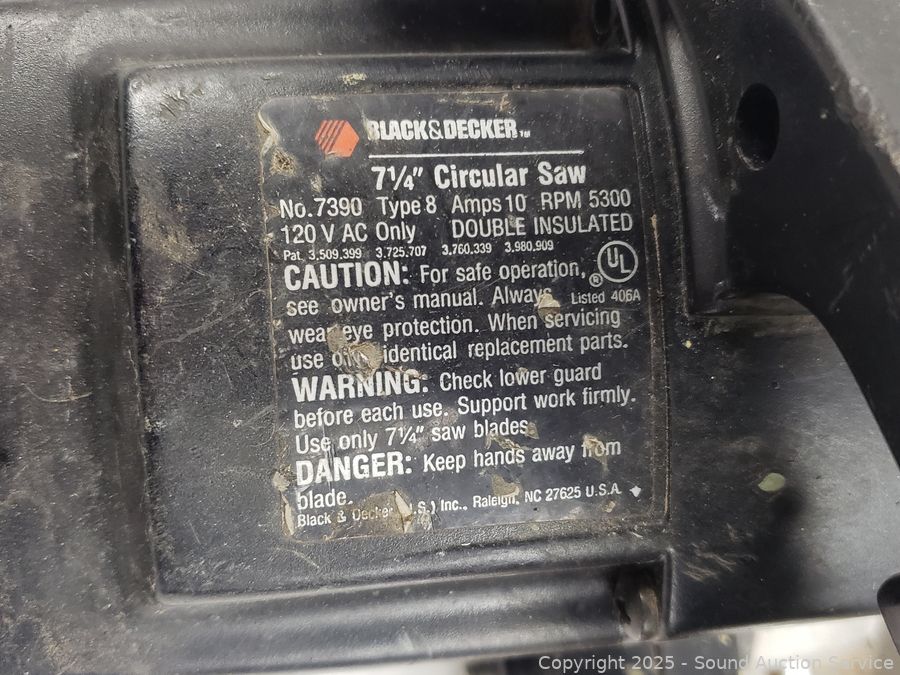 BLACK&DECKER™
7¼" Circular Saw
No.7390 Type 8 Amps 10 RPM 5300
120 V AC Only DOUBLE INSULATED
Pat. 3,509,399 3,725,707 3,760,339 3,980,909
UL
®
CAUTION: For safe operation,
see owner's manual. Always Listed 406A
wear eye protection. When servicing
use identical replacement parts.
WARNING: Check lower guard
before each use. Support work firmly.
Use only 7¼" saw blades.
DANGER: Keep hands away from
blade.
Black & Decker (U.S.) Inc., Raleigh, NC 27625 U.S.A.
Copyright 2025 - Sound Auction Service